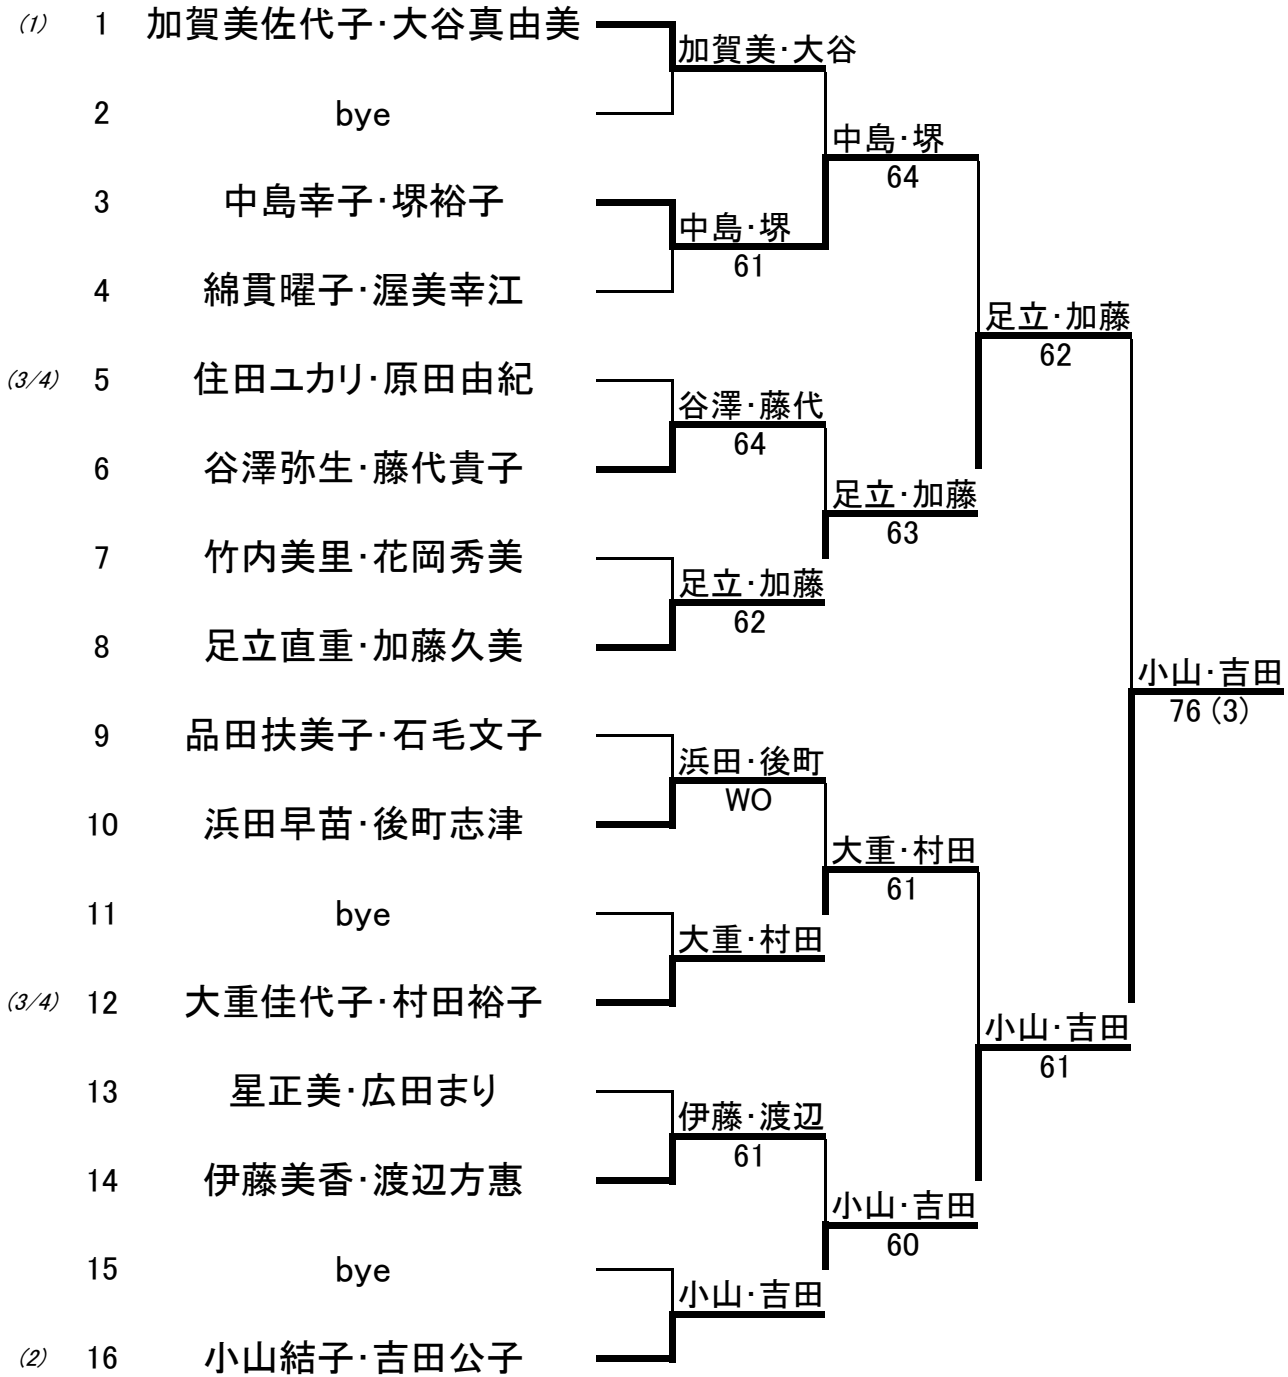 (1) 1 加賀美佐代子・大谷真由美
加賀美・大谷
2 bye
中島・堺
64
3 中島幸子・堺裕子
中島・堺
61
4 綿貫曜子・渥美幸江
足立・加藤
62
(3/4) 5 住田ユカリ・原田由紀
谷澤・藤代
64
6 谷澤弥生・藤代貴子
足立・加藤
63
7 竹内美里・花岡秀美
足立・加藤
62
8 足立直重・加藤久美
小山・吉田
76 (3)
9 品田扶美子・石毛文子
浜田・後町
WO
10 浜田早苗・後町志津
大重・村田
61
11 bye
大重・村田
(3/4) 12 大重佳代子・村田裕子
小山・吉田
61
13 星正美・広田まり
伊藤・渡辺
61
14 伊藤美香・渡辺方惠
小山・吉田
60
15 bye
小山・吉田
(2) 16 小山結子・吉田公子